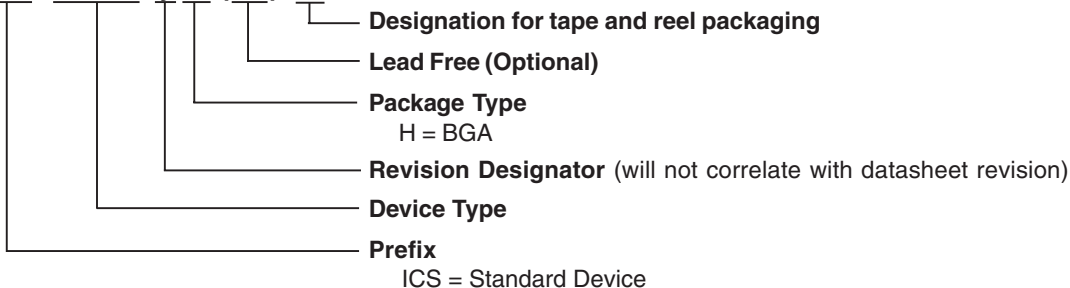 Designation for tape and reel packaging
Lead Free (Optional)
Package Type
H = BGA
Revision Designator (will not correlate with datasheet revision)
Device Type
Prefix
ICS = Standard Device